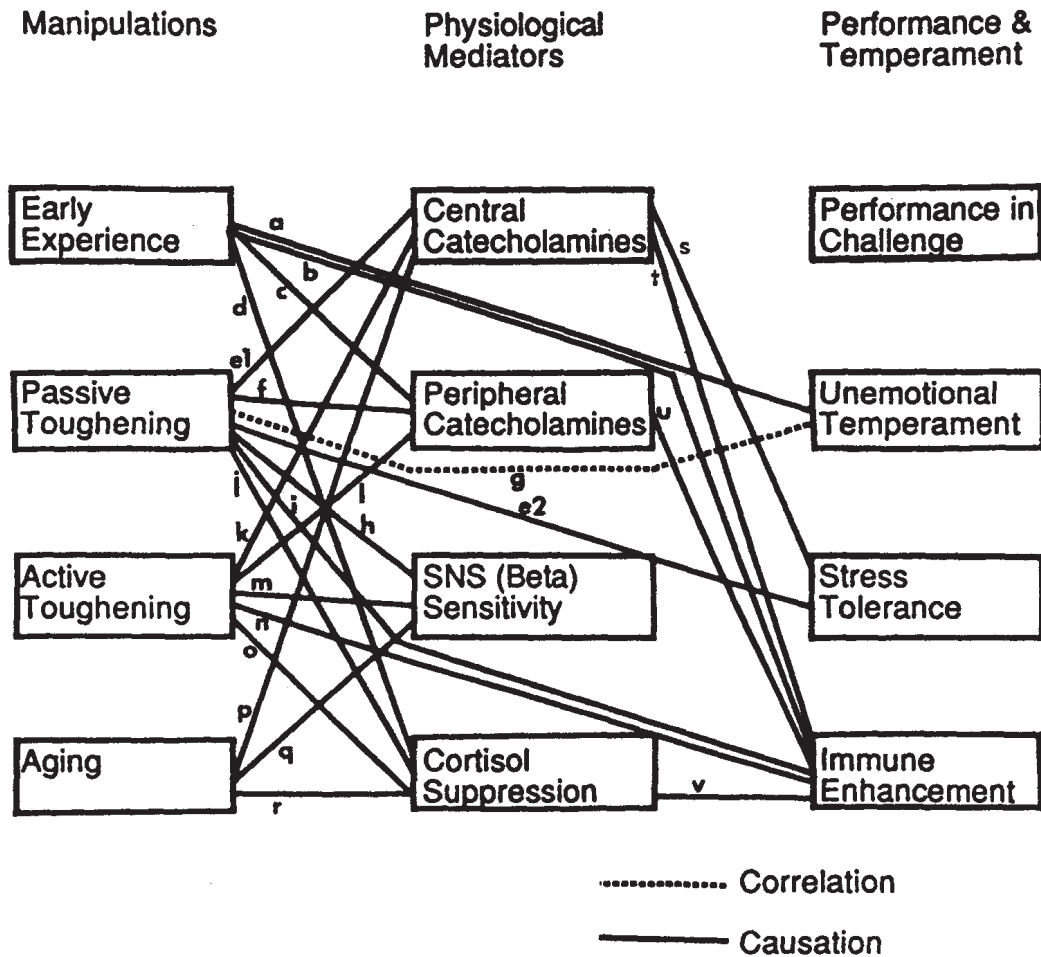 Manipulations
Physiological
Mediators
Performance &
Temperament
Early
Experience
Central
Catecholamines
Performance in
Challenge
a
b
c
d
s
t
e1
f
Passive
Toughening
Peripheral
Catecholamines
u
Unemotional
Temperament
g
e2
j
i
l
h
k
Active
Toughening
m
n
o
SNS (Beta)
Sensitivity
Stress
Tolerance
p
q
r
Aging
Cortisol
Suppression
v
Immune
Enhancement
Correlation
Causation